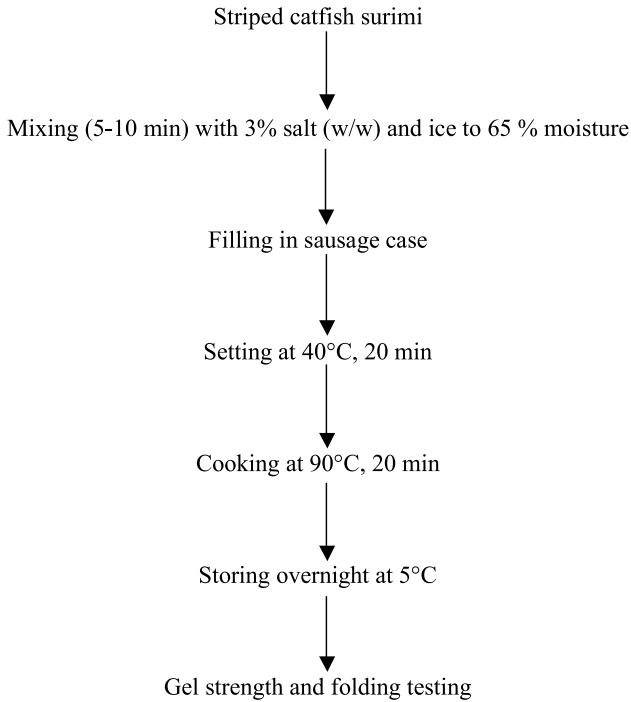 Striped catfish surimi
Mixing (5-10 min) with 3% salt (w/w) and ice to 65 % moisture
Filling in sausage case
Setting at 40°C, 20 min
Cooking at 90°C, 20 min
Storing overnight at 5°C
Gel strength and folding testing